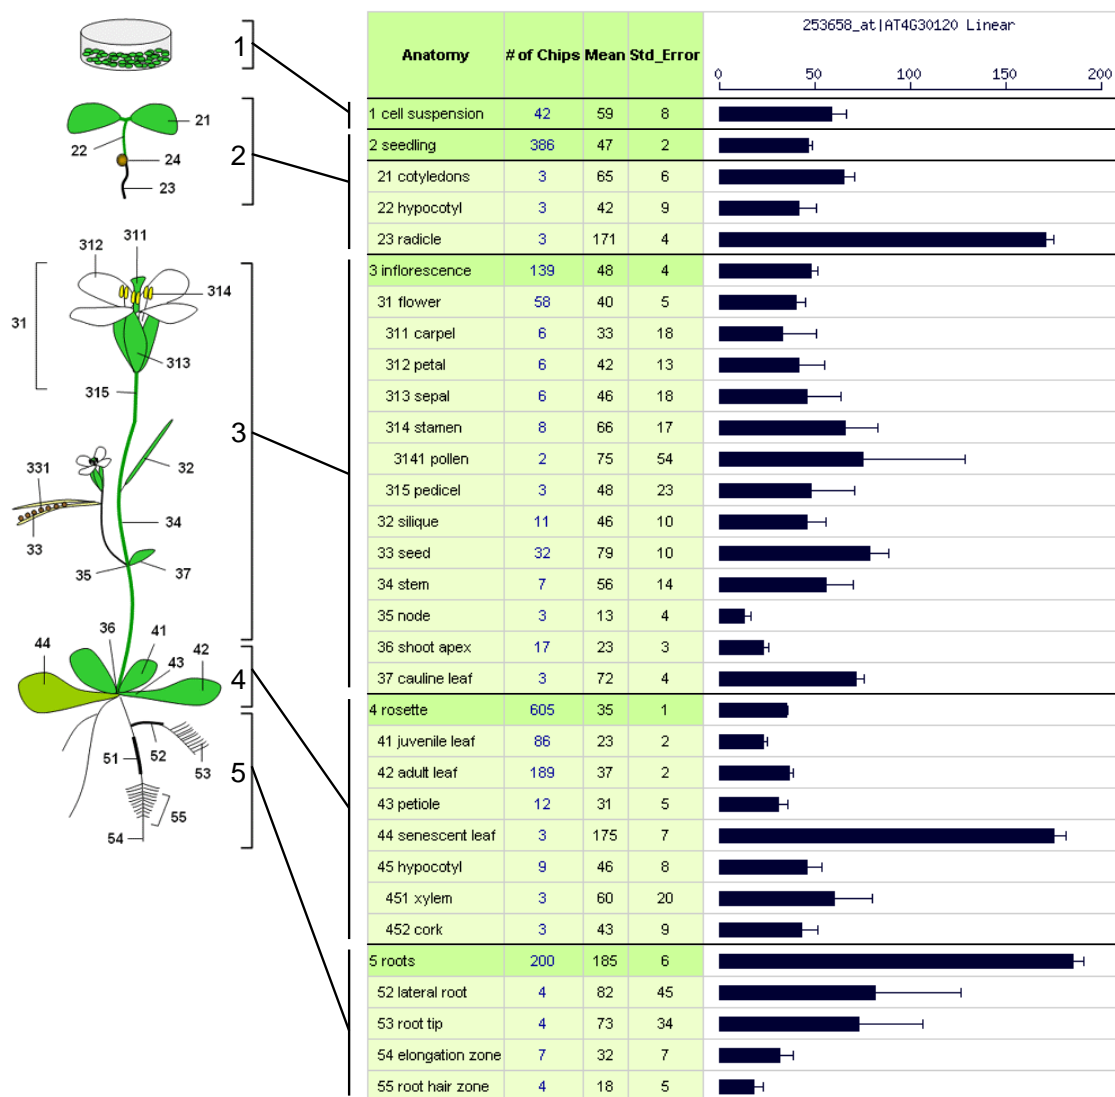 1
21
22
24
2
23
311
312
314
31
313
315
3
32
331
34
33
35
37
36
41
44
42
43
4
51
52
53
5
55
54
253658_at|AT4G30120 Linear
Anatomy # of Chips Mean Std_Error
0 50 100 150 200
1 cell suspension 42 59 8
2 seedling 386 47 2
21 cotyledons 3 65 6
22 hypocotyl 3 42 9
23 radicle 3 171 4
3 inflorescence 139 48 4
31 flower 58 40 5
311 carpel 6 33 18
312 petal 6 42 13
313 sepal 6 46 18
314 stamen 8 66 17
3141 pollen 2 75 54
315 pedicel 3 48 23
32 silique 11 46 10
33 seed 32 79 10
34 stem 7 56 14
35 node 3 13 4
36 shoot apex 17 23 3
37 cauline leaf 3 72 4
4 rosette 605 35 1
41 juvenile leaf 86 23 2
42 adult leaf 189 37 2
43 petiole 12 31 5
44 senescent leaf 3 175 7
45 hypocotyl 9 46 8
451 xylem 3 60 20
452 cork 3 43 9
5 roots 200 185 6
52 lateral root 4 82 45
53 root tip 4 73 34
54 elongation zone 7 32 7
55 root hair zone 4 18 5